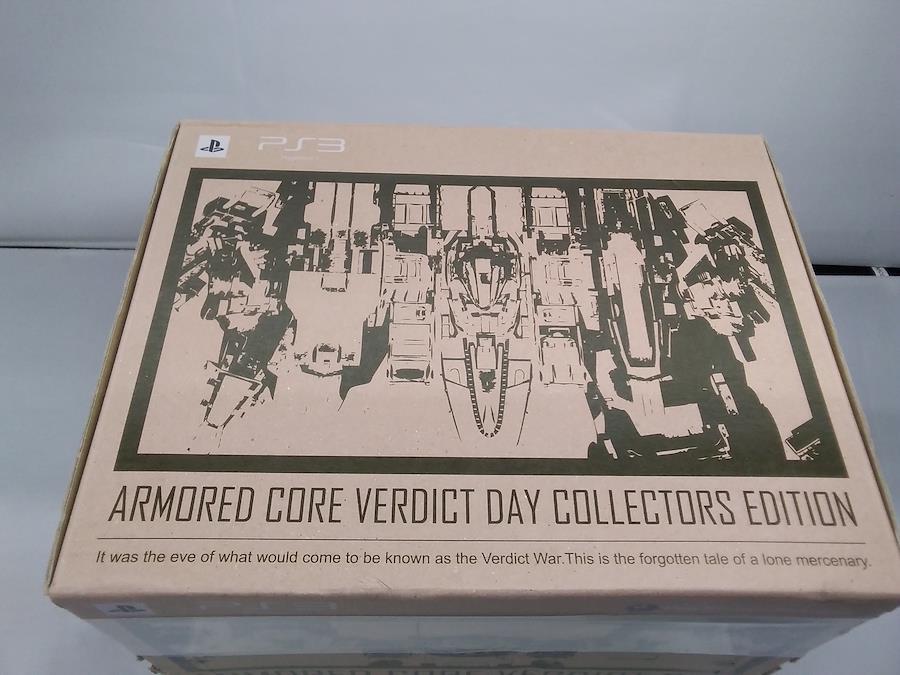 PS3
ARMORED CORE VERDICT DAY COLLECTORS EDITION
It was the eve of what would come to be known as the Verdict War.This is the forgotten tale of a lone mercenary.